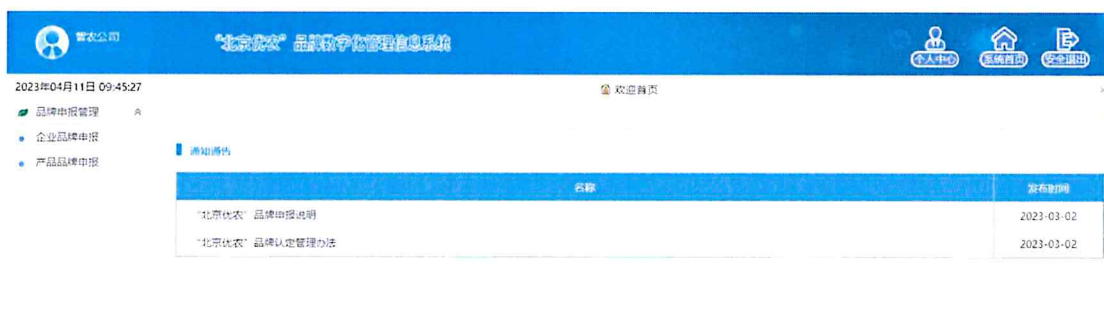 智农公司
“北京优农”品牌数字化管理信息系统
个人中心
系统首页
安全退出
2023年04月11日 09:45:27
欢迎首页
品牌申报管理
企业品牌申报
产品品牌申报
通知通告
名称 发布时间
“北京优农”品牌申报说明 2023-03-02
“北京优农”品牌认定管理办法 2023-03-02